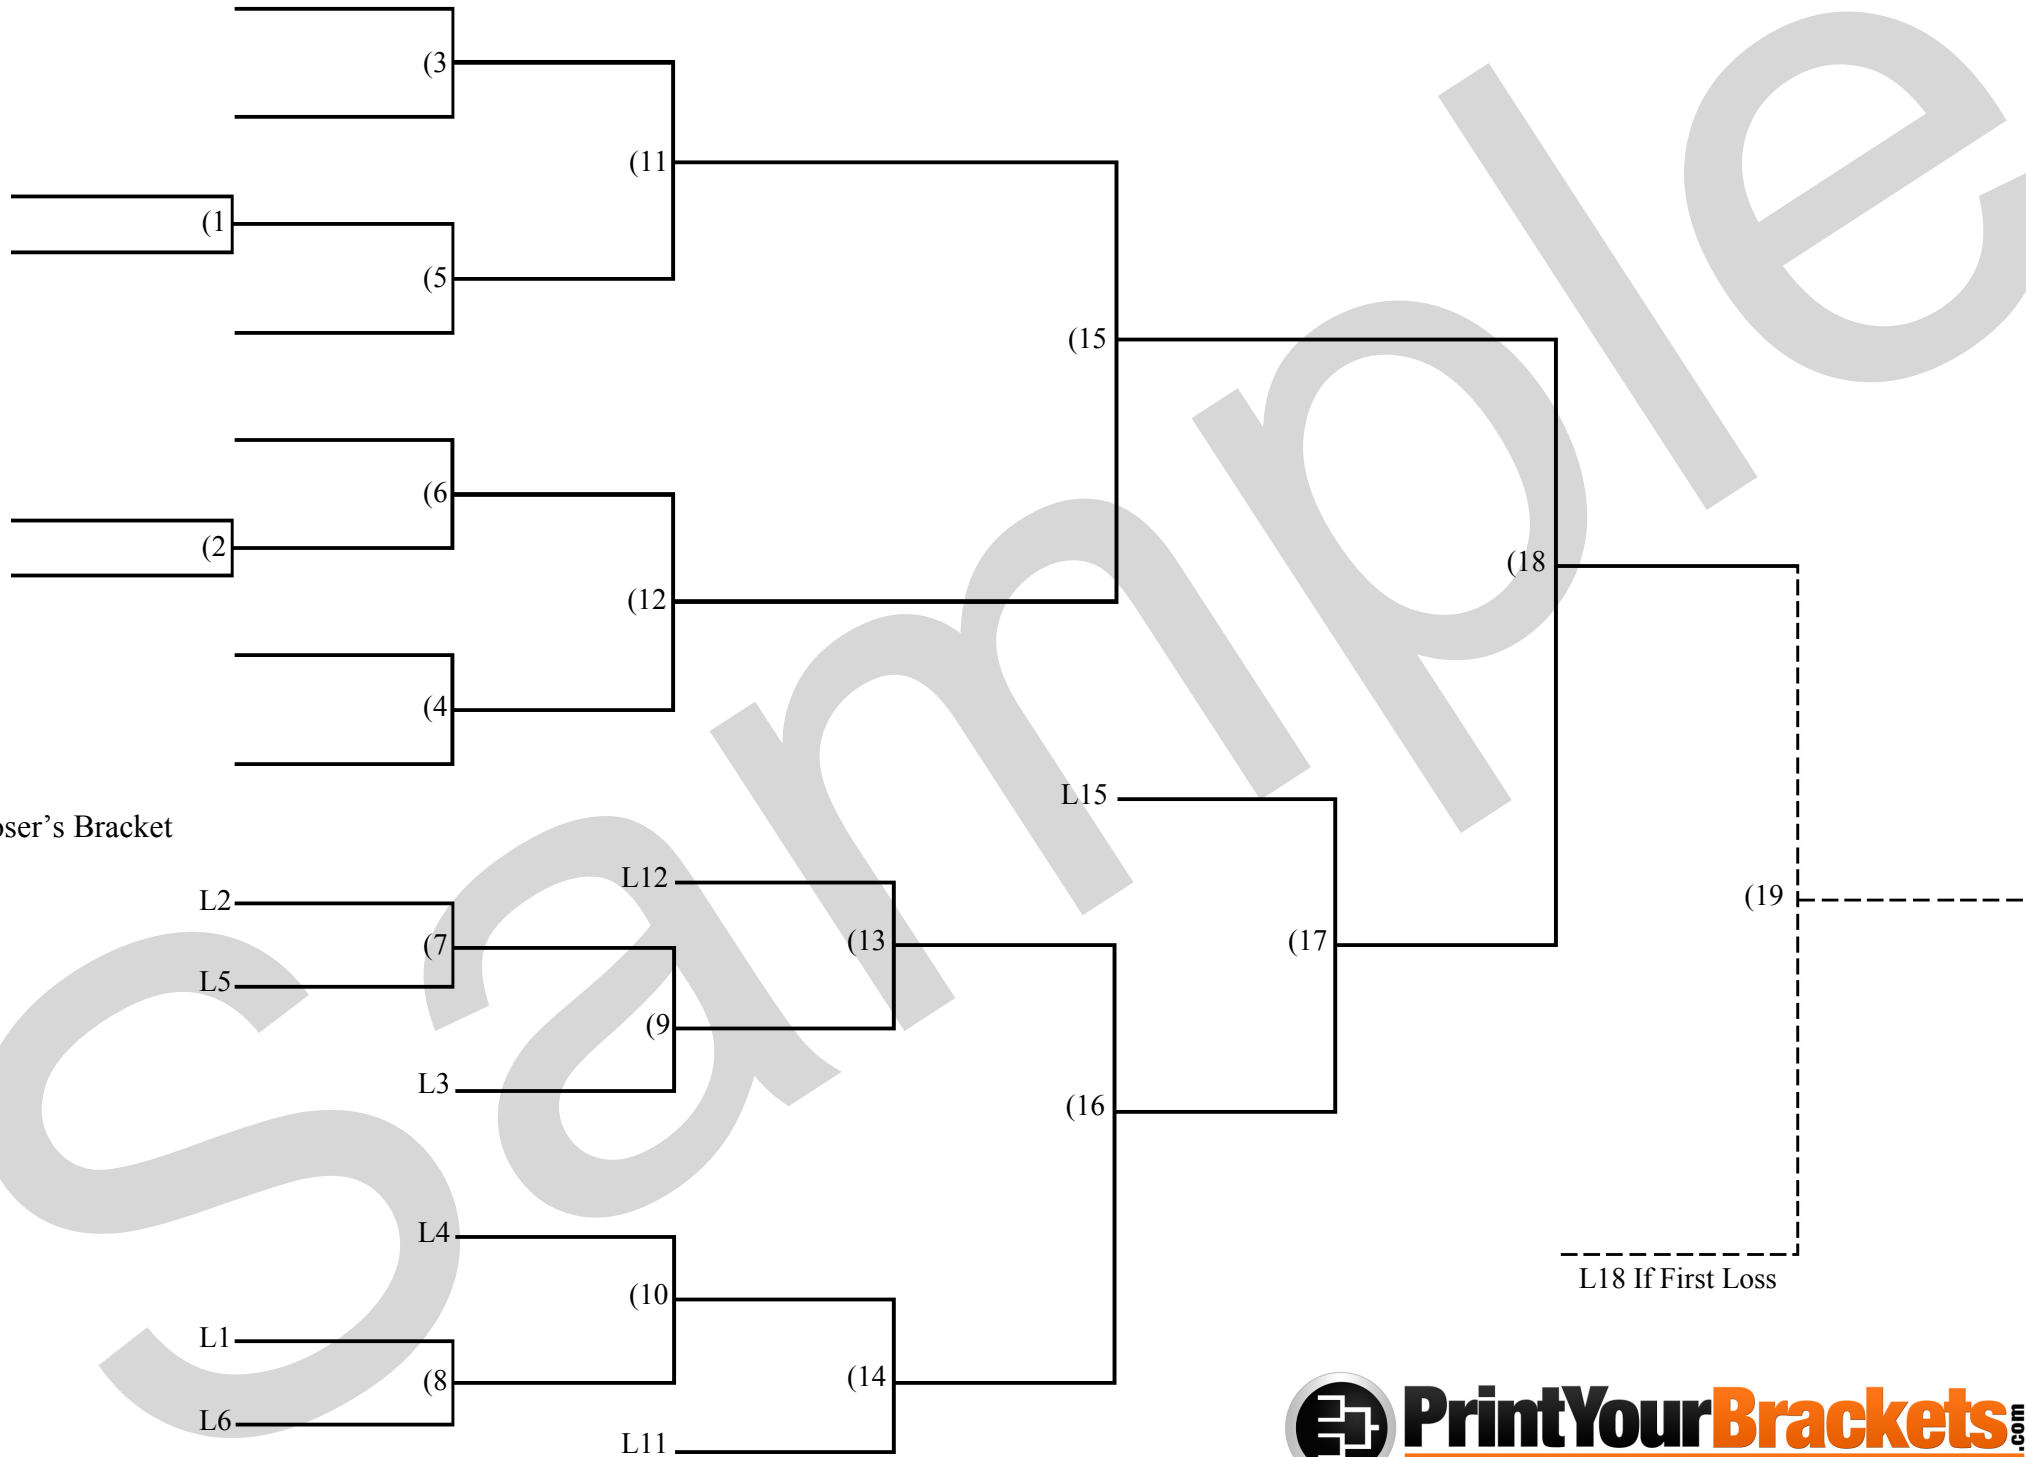 (3
(11
(1
(5
(15
(6
(2
(18
(12
(4
L15
oser’s Bracket
L12
L2
(19
(7
(13
(17
L5
(9
L3
(16
L4
L18 If First Loss
(10
L1
(8
(14
L6
L11
Sample
PrintYourBrackets.com